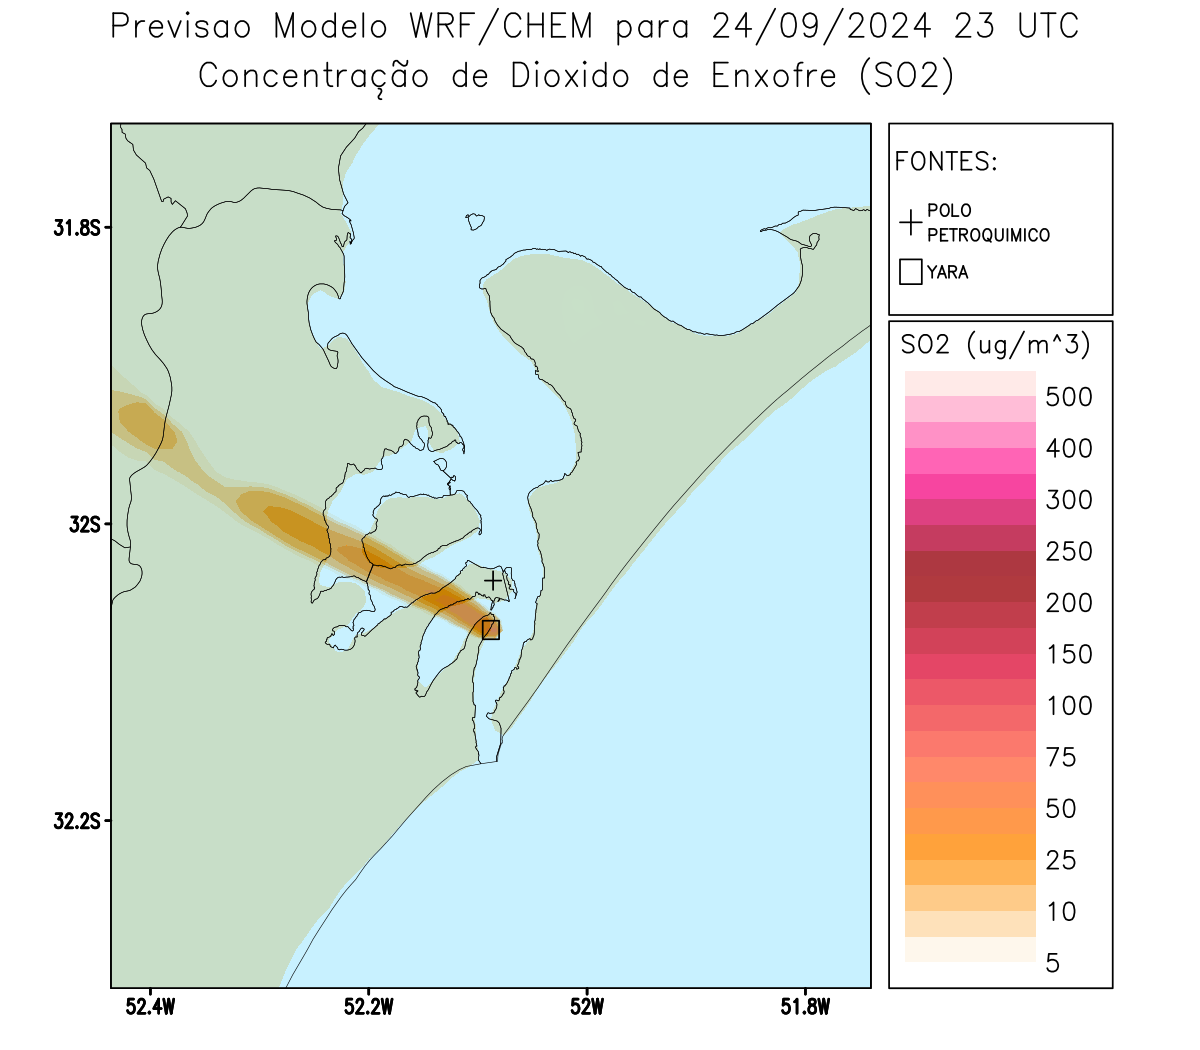 Previsao Modelo WRF/CHEM para 24/09/2024 23 UTC
Concentração de Dioxido de Enxofre (SO2)
FONTES:
POLO
PETROQUIMICO
YARA
31.8S
32S
32.2S
52.4W
52.2W
52W
51.8W
SO2 (ug/m^3)
500
400
300
250
200
150
100
75
50
25
10
5